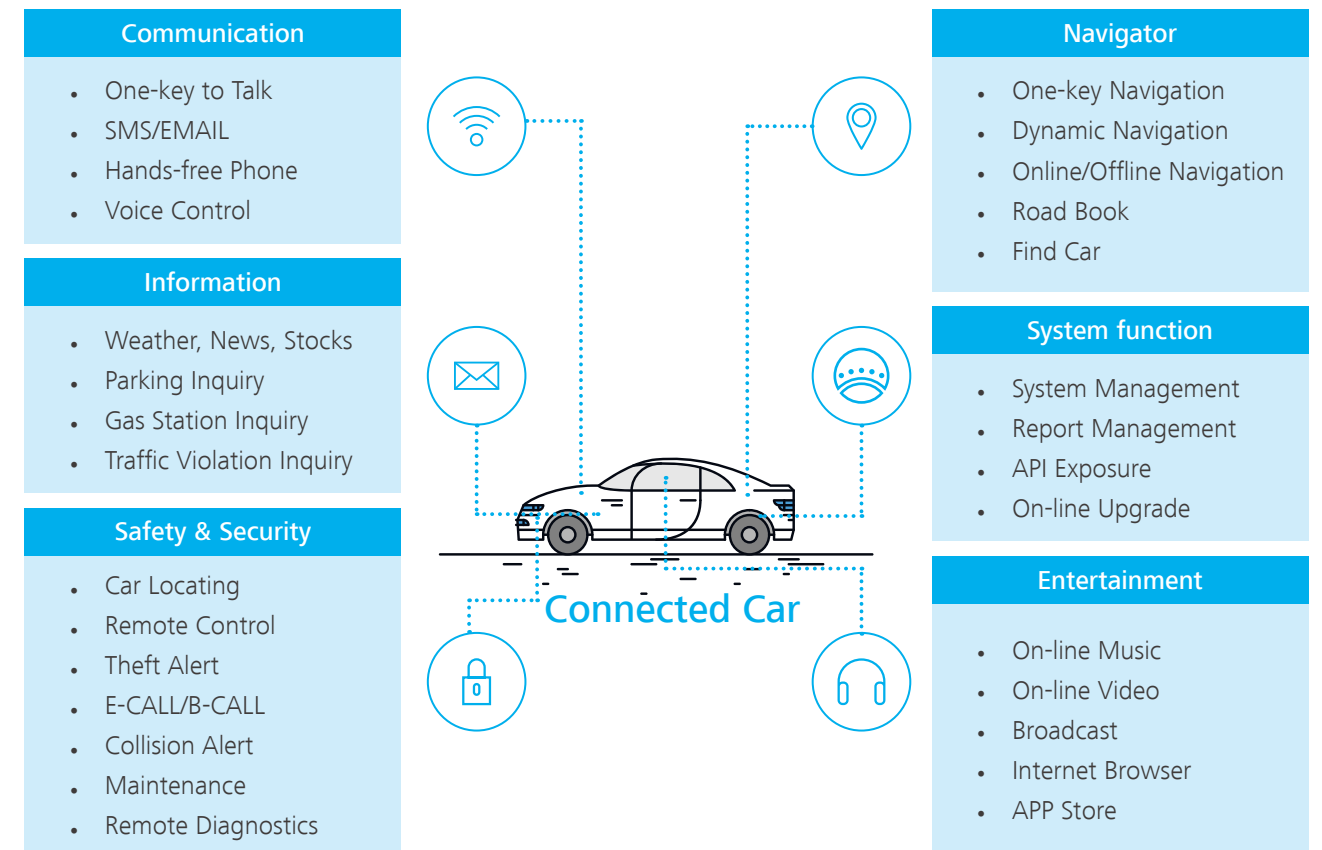 Communication
• One-key to Talk
• SMS/EMAIL
• Hands-free Phone
• Voice Control
Information
• Weather, News, Stocks
• Parking Inquiry
• Gas Station Inquiry
• Traffic Violation Inquiry
Safety & Security
• Car Locating
• Remote Control
• Theft Alert
• E-CALL/B-CALL
• Collision Alert
• Maintenance
• Remote Diagnostics
Connected Car
Navigator
• One-key Navigation
• Dynamic Navigation
• Online/Offline Navigation
• Road Book
• Find Car
System function
• System Management
• Report Management
• API Exposure
• On-line Upgrade
Entertainment
• On-line Music
• On-line Video
• Broadcast
• Internet Browser
• APP Store